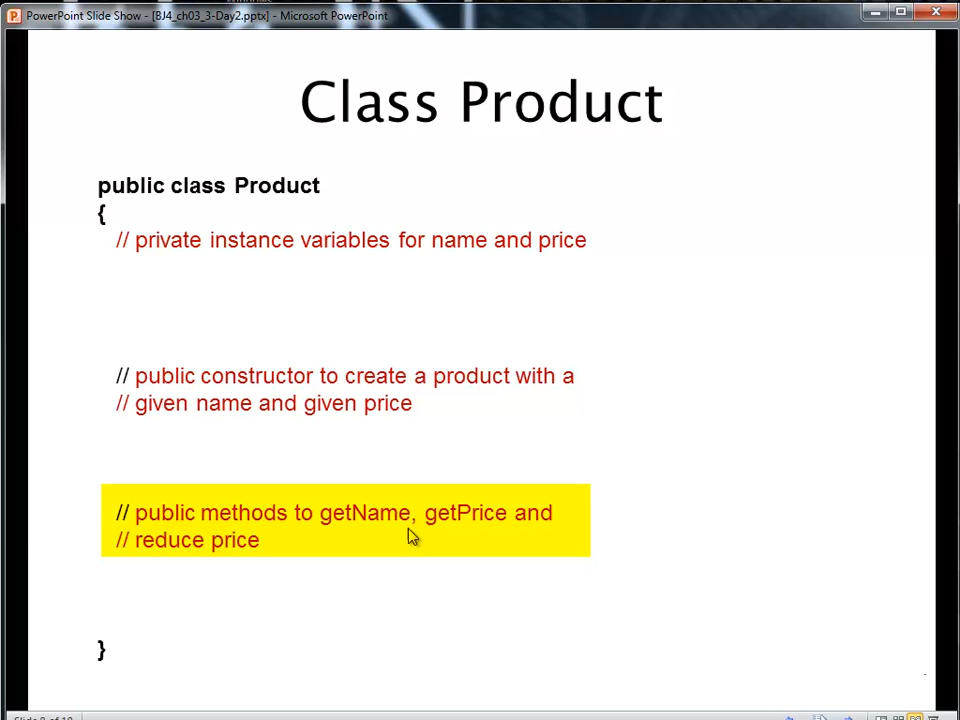 PowerPoint Slide Show - [BJ4_ch03_3-Day2.pptx] - Microsoft PowerPoint
Class Product
public class Product
{
// private instance variables for name and price
// public constructor to create a product with a
// given name and given price
// public methods to getName, getPrice and
// reduce price
}